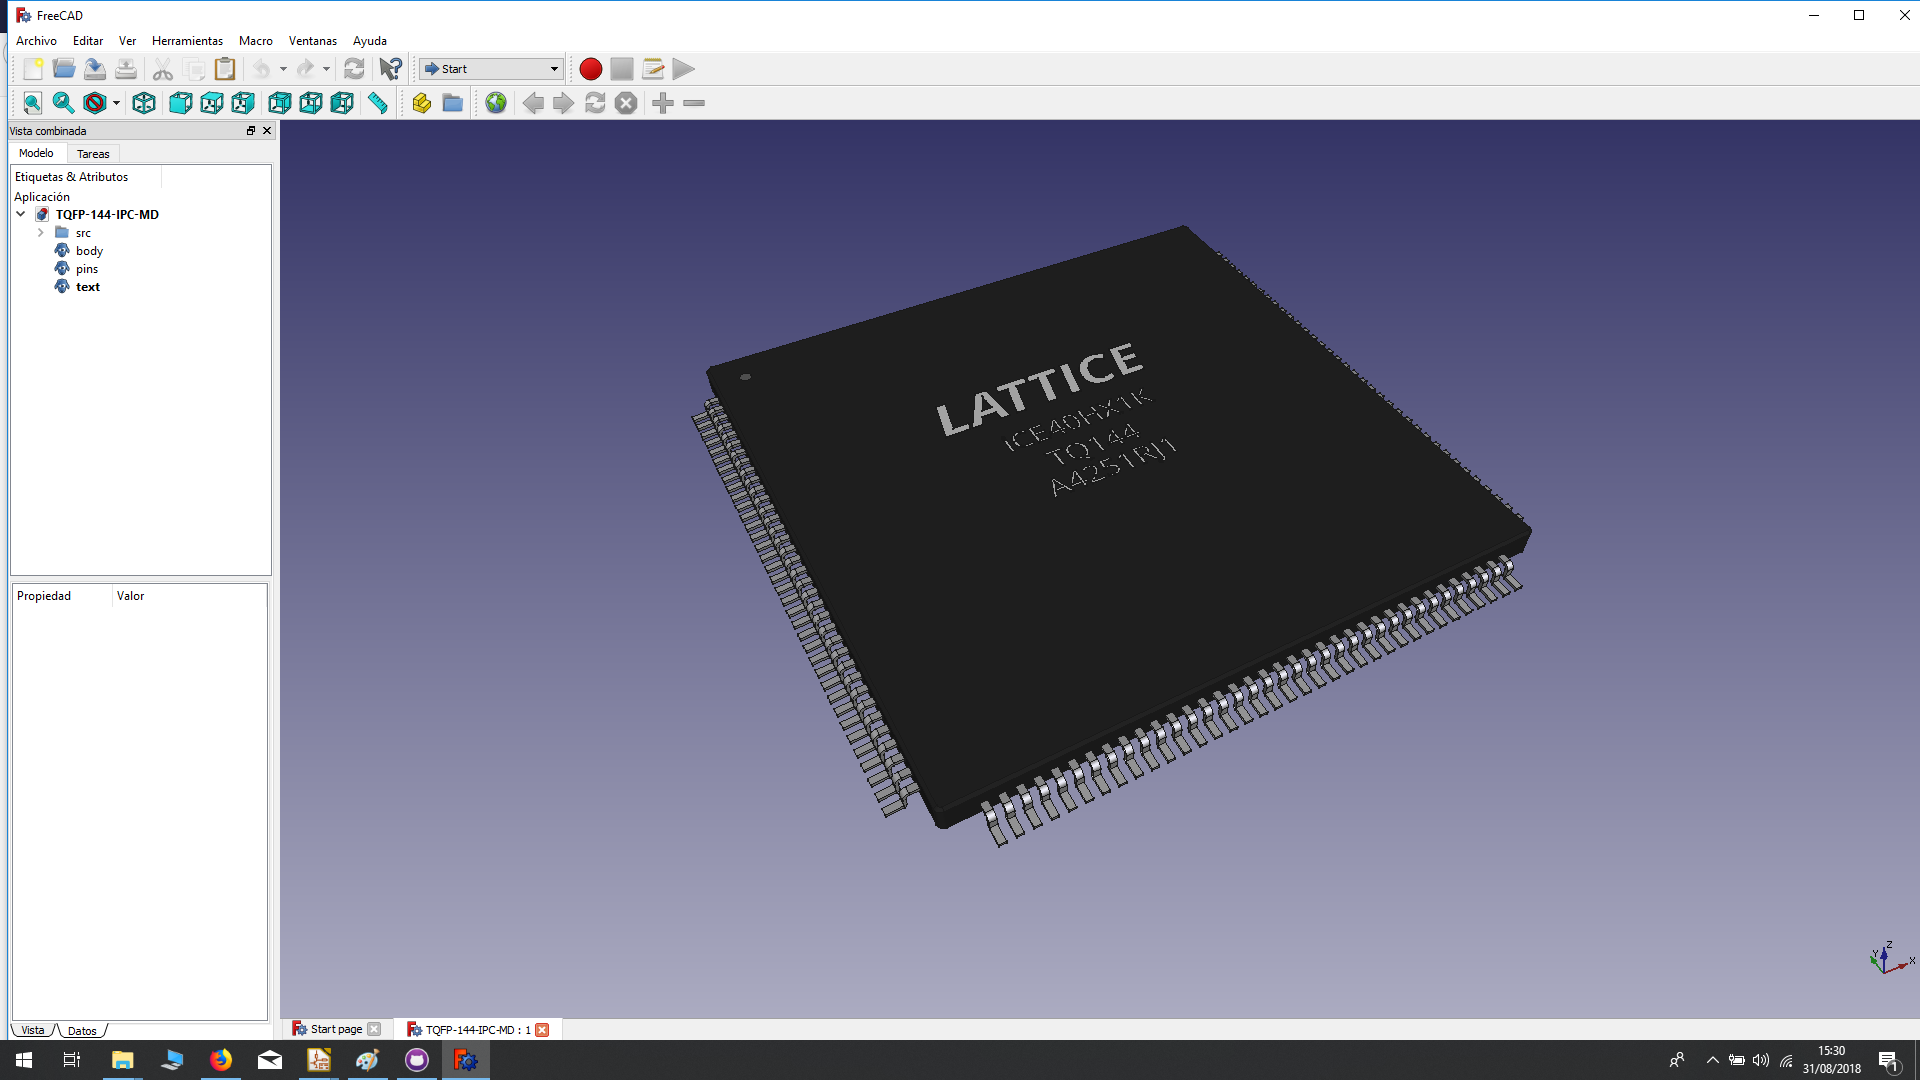 FreeCAD
Archivo Editar Ver Herramientas Macro Ventanas Ayuda
Start
Vista combinada
Modelo Tareas
Etiquetas & Atributos
Aplicación
TQFP-144-IPC-MD
src
body
pins
text
Propiedad Valor
LATTICE
ICE40HX1K
TQ144
A4251RJ1
Z
Y
X
Vista Datos
Start page TQFP-144-IPC-MD : 1
15:30
31/08/2018
1